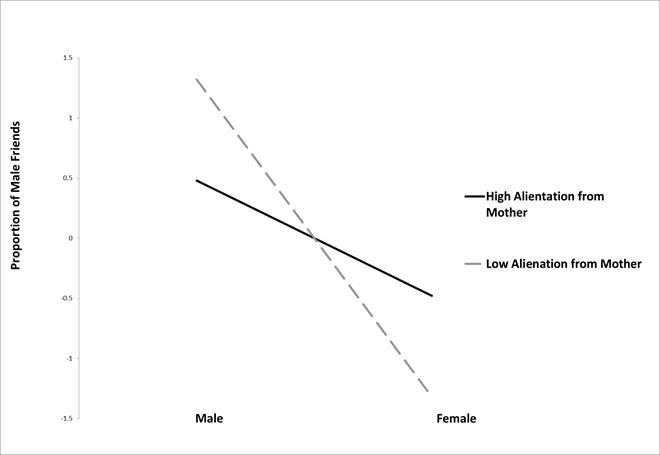 1.5
1
0.5
0
-0.5
-1
-1.5
Proportion of Male Friends
Male
Female
High Alientation from
Mother
Low Alienation from Mother